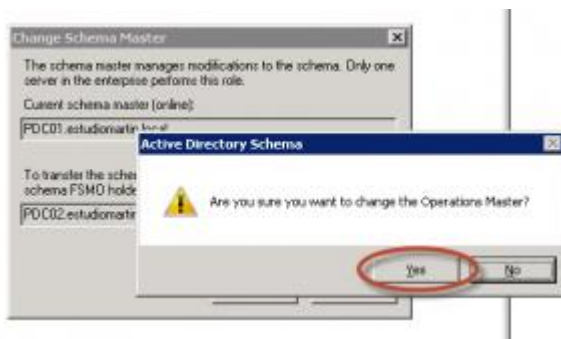 Change Schema Master
The schema master manages modifications to the schema. Only one
server in the enterprise performs this role.
Current schema master (online):
PDC01.estudiomartin.local
To transfer the schem
schema FSMO holde
PDC02.estudiomartin
Active Directory Schema
Are you sure you want to change the Operations Master?
Yes
No